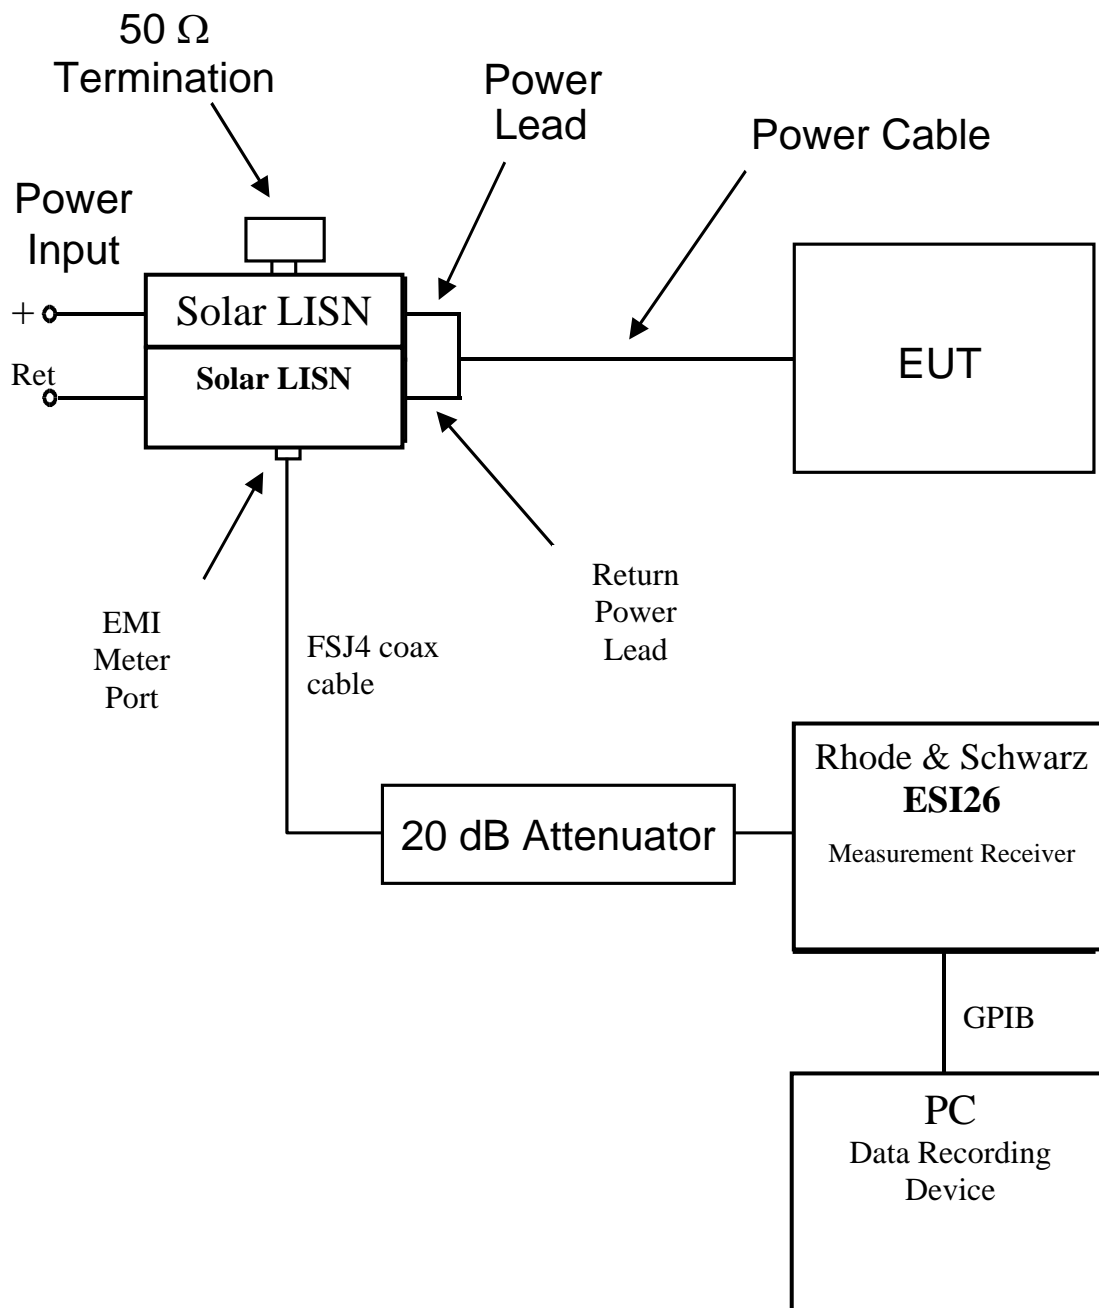 50 Ω
Termination
Power
Lead
Power Cable
Power
Input
+
Solar LISN
Ret
Solar LISN
EUT
EMI
Meter
Port
FSJ4 coax
cable
Return
Power
Lead
20 dB Attenuator
Rhode & Schwarz
ESI26
Measurement Receiver
GPIB
PC
Data Recording
Device